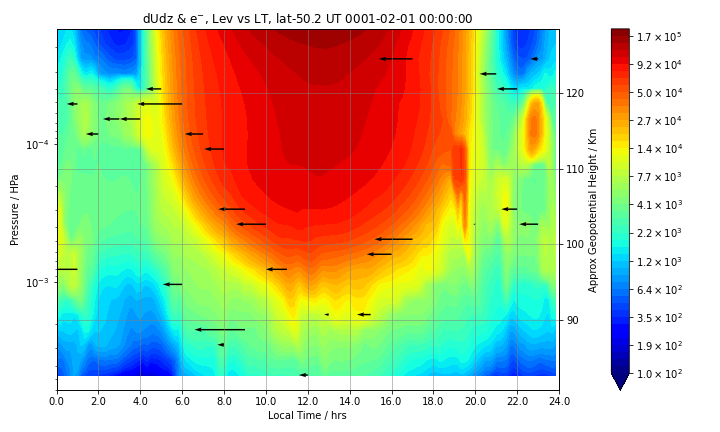 dUdz & e⁻, Lev vs LT, lat-50.2 UT 0001-02-01 00:00:00
Pressure / HPa
10⁻⁴
10⁻³
120
110
100
90
Approx Geopotential Height / Km
0.0 2.0 4.0 6.0 8.0 10.0 12.0 14.0 16.0 18.0 20.0 22.0 24.0
Local Time / hrs
1.7 × 10⁵
9.2 × 10⁴
5.0 × 10⁴
2.7 × 10⁴
1.4 × 10⁴
7.7 × 10³
4.1 × 10³
2.2 × 10³
1.2 × 10³
6.4 × 10²
3.5 × 10²
1.9 × 10²
1.0 × 10²